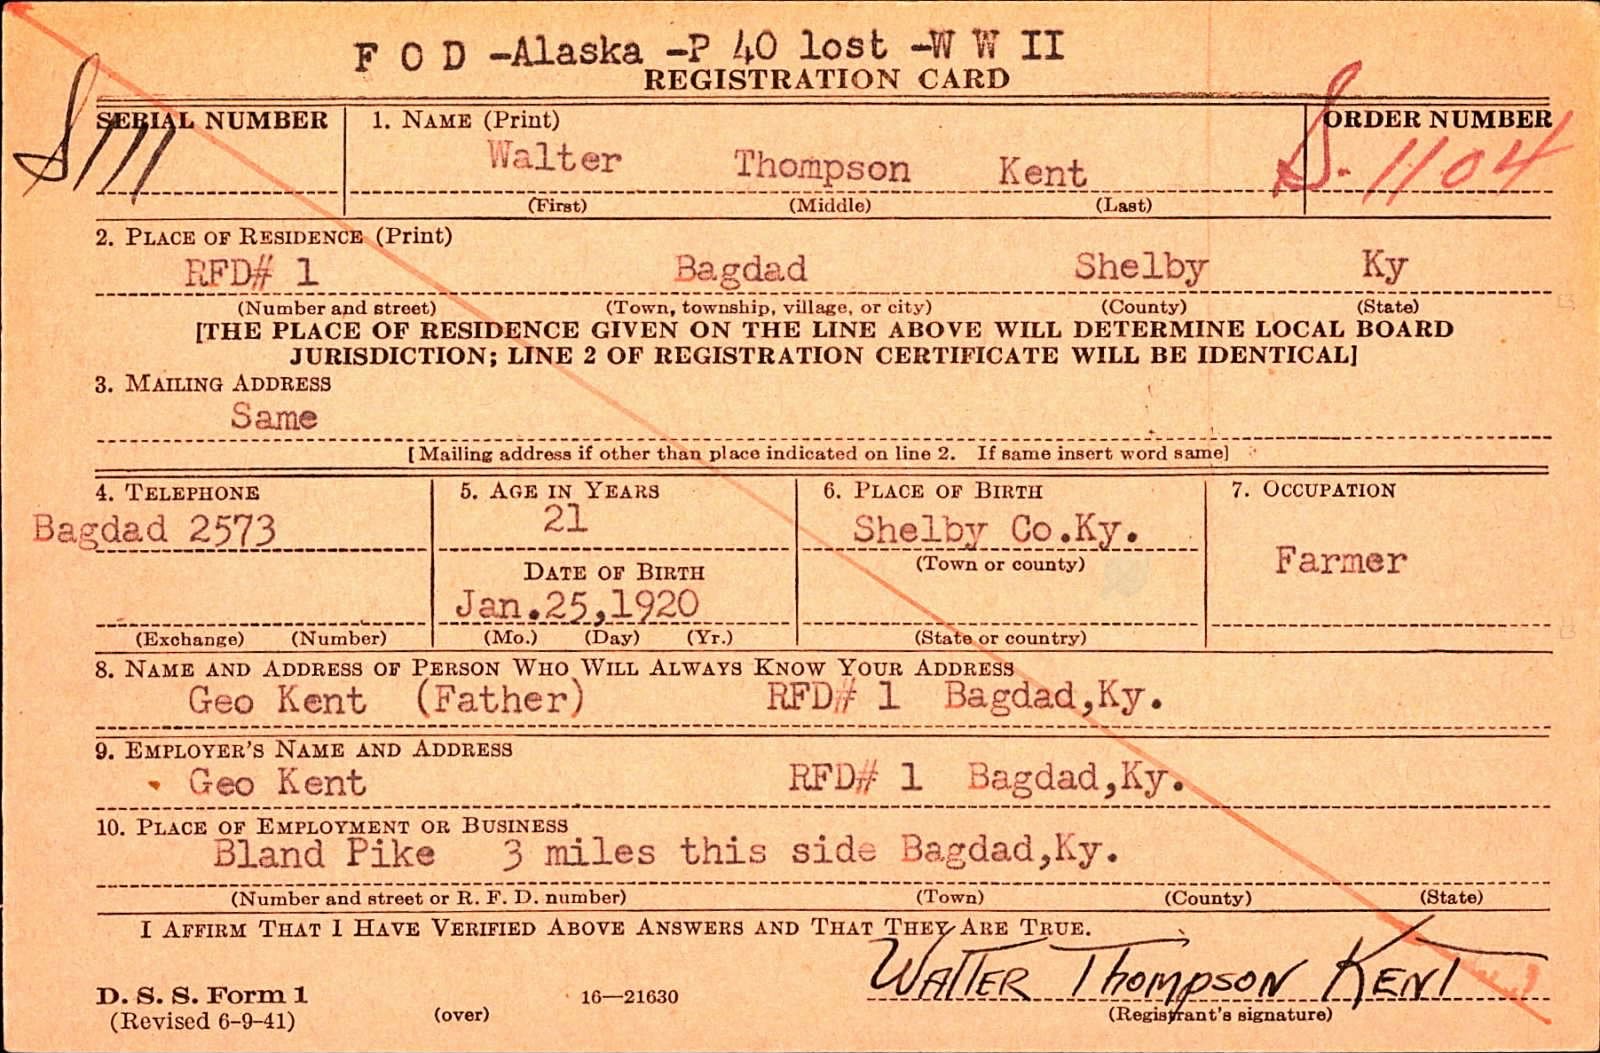 F O D -Alaska -P 40 lost -W W II
REGISTRATION CARD
SERIAL NUMBER
S 111
1. NAME (Print)
Walter Thompson Kent
(First) (Middle) (Last)
ORDER NUMBER
S. 1104
2. PLACE OF RESIDENCE (Print)
RFD# 1 Bagdad Shelby Ky
(Number and street) (Town, township, village, or city) (County) (State)
[THE PLACE OF RESIDENCE GIVEN ON THE LINE ABOVE WILL DETERMINE LOCAL BOARD
JURISDICTION; LINE 2 OF REGISTRATION CERTIFICATE WILL BE IDENTICAL]
3. MAILING ADDRESS
Same
[Mailing address if other than place indicated on line 2. If same insert word same]
4. TELEPHONE
Bagdad 2573
(Exchange) (Number)
5. AGE IN YEARS
21
DATE OF BIRTH
Jan.25,1920
(Mo.) (Day) (Yr.)
6. PLACE OF BIRTH
Shelby Co.Ky.
(Town or county)
(State or country)
7. OCCUPATION
Farmer
8. NAME AND ADDRESS OF PERSON WHO WILL ALWAYS KNOW YOUR ADDRESS
Geo Kent (Father) RFD# 1 Bagdad,Ky.
9. EMPLOYER'S NAME AND ADDRESS
Geo Kent RFD# 1 Bagdad,Ky.
10. PLACE OF EMPLOYMENT OR BUSINESS
Bland Pike 3 miles this side Bagdad,Ky.
(Number and street or R. F. D. number) (Town) (County) (State)
I AFFIRM THAT I HAVE VERIFIED ABOVE ANSWERS AND THAT THEY ARE TRUE.
WALTER THOMPSON KENT
D. S. S. Form 1
(Revised 6-9-41)
(over)
16—21630
(Registrant's signature)